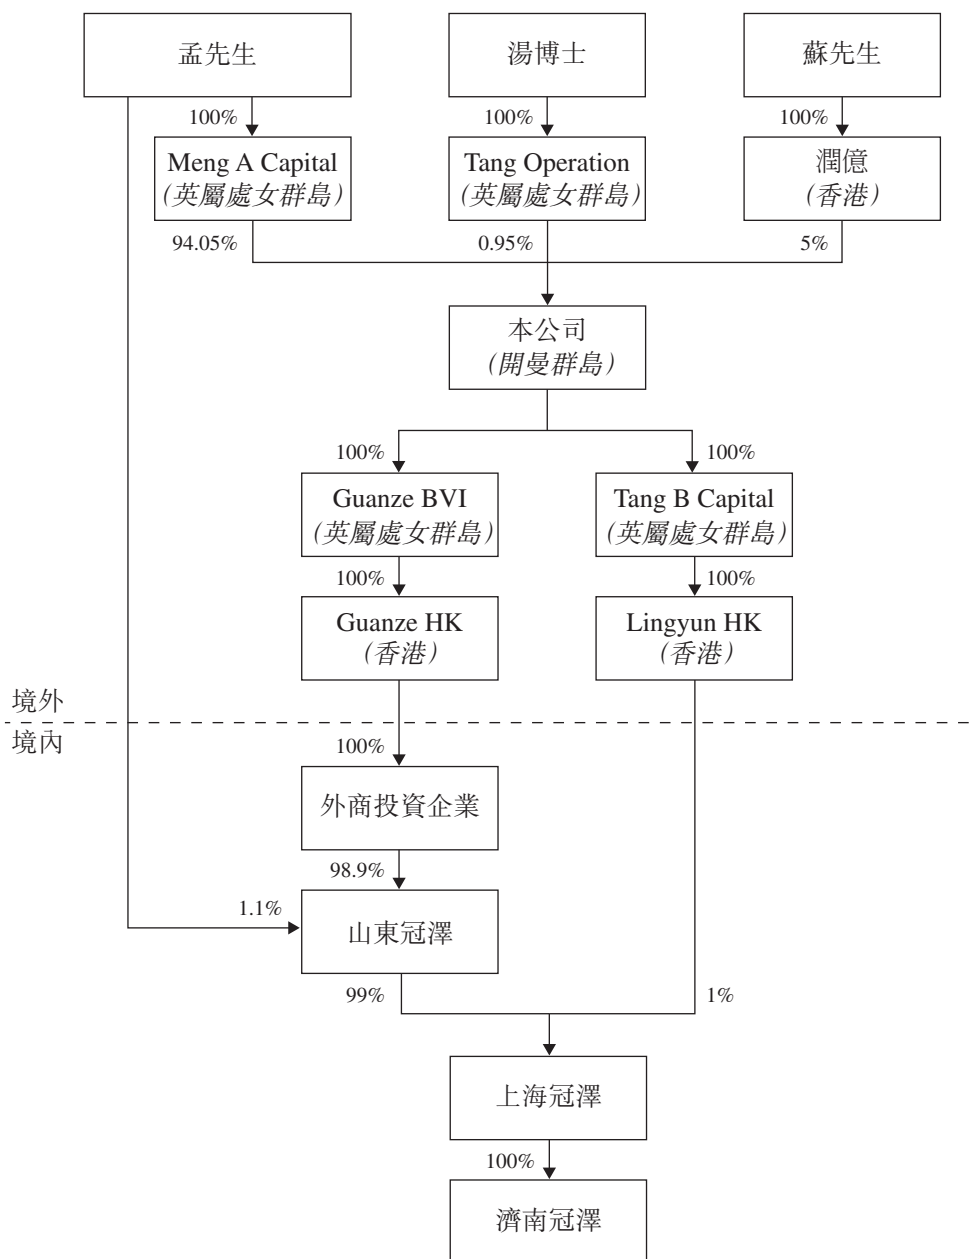 孟先生
湯博士
蘇先生
100%
100%
100%
Meng A Capital
(英屬處女群島)
Tang Operation
(英屬處女群島)
潤億
(香港)
94.05%
0.95%
5%
本公司
(開曼群島)
100%
100%
Guanze BVI
(英屬處女群島)
Tang B Capital
(英屬處女群島)
100%
100%
Guanze HK
(香港)
Lingyun HK
(香港)
境外
境內
100%
外商投資企業
98.9%
1.1%
山東冠澤
99%
1%
上海冠澤
100%
濟南冠澤